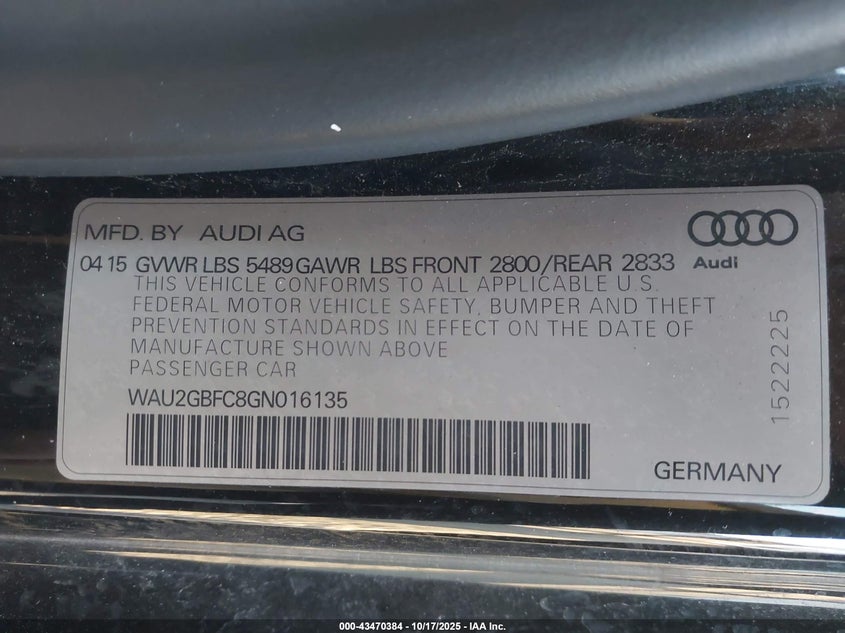 MFD. BY AUDI AG
Audi
04 15 GVWR LBS 5489 GAWR LBS FRONT 2800/REAR 2833
THIS VEHICLE CONFORMS TO ALL APPLICABLE U.S.
FEDERAL MOTOR VEHICLE SAFETY, BUMPER AND THEFT
PREVENTION STANDARDS IN EFFECT ON THE DATE OF
MANUFACTURE SHOWN ABOVE
PASSENGER CAR
WAU2GBFC8GN016135
1522225
GERMANY
000-43470384 - 10/17/2025 - IAA Inc.